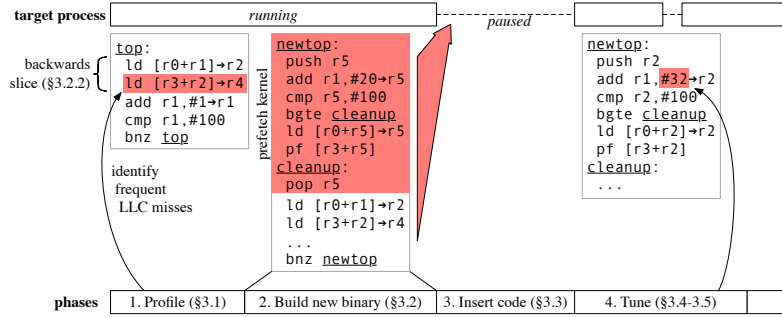 target process
running
paused
backwards
slice (§3.2.2)
top:
ld [r0+r1]→r2
ld [r3+r2]→r4
add r1,#1→r1
cmp r1,#100
bnz top
identify
frequent
LLC misses
prefetch kernel
newtop:
push r5
add r1,#20→r5
cmp r5,#100
bgte cleanup
ld [r0+r5]→r5
pf [r3+r5]
cleanup:
pop r5
ld [r0+r1]→r2
ld [r3+r2]→r4
...
bnz newtop
newtop:
push r2
add r1,#32→r2
cmp r2,#100
bgte cleanup
ld [r0+r2]→r2
pf [r3+r2]
cleanup:
...
phases
1. Profile (§3.1)
2. Build new binary (§3.2)
3. Insert code (§3.3)
4. Tune (§3.4-3.5)